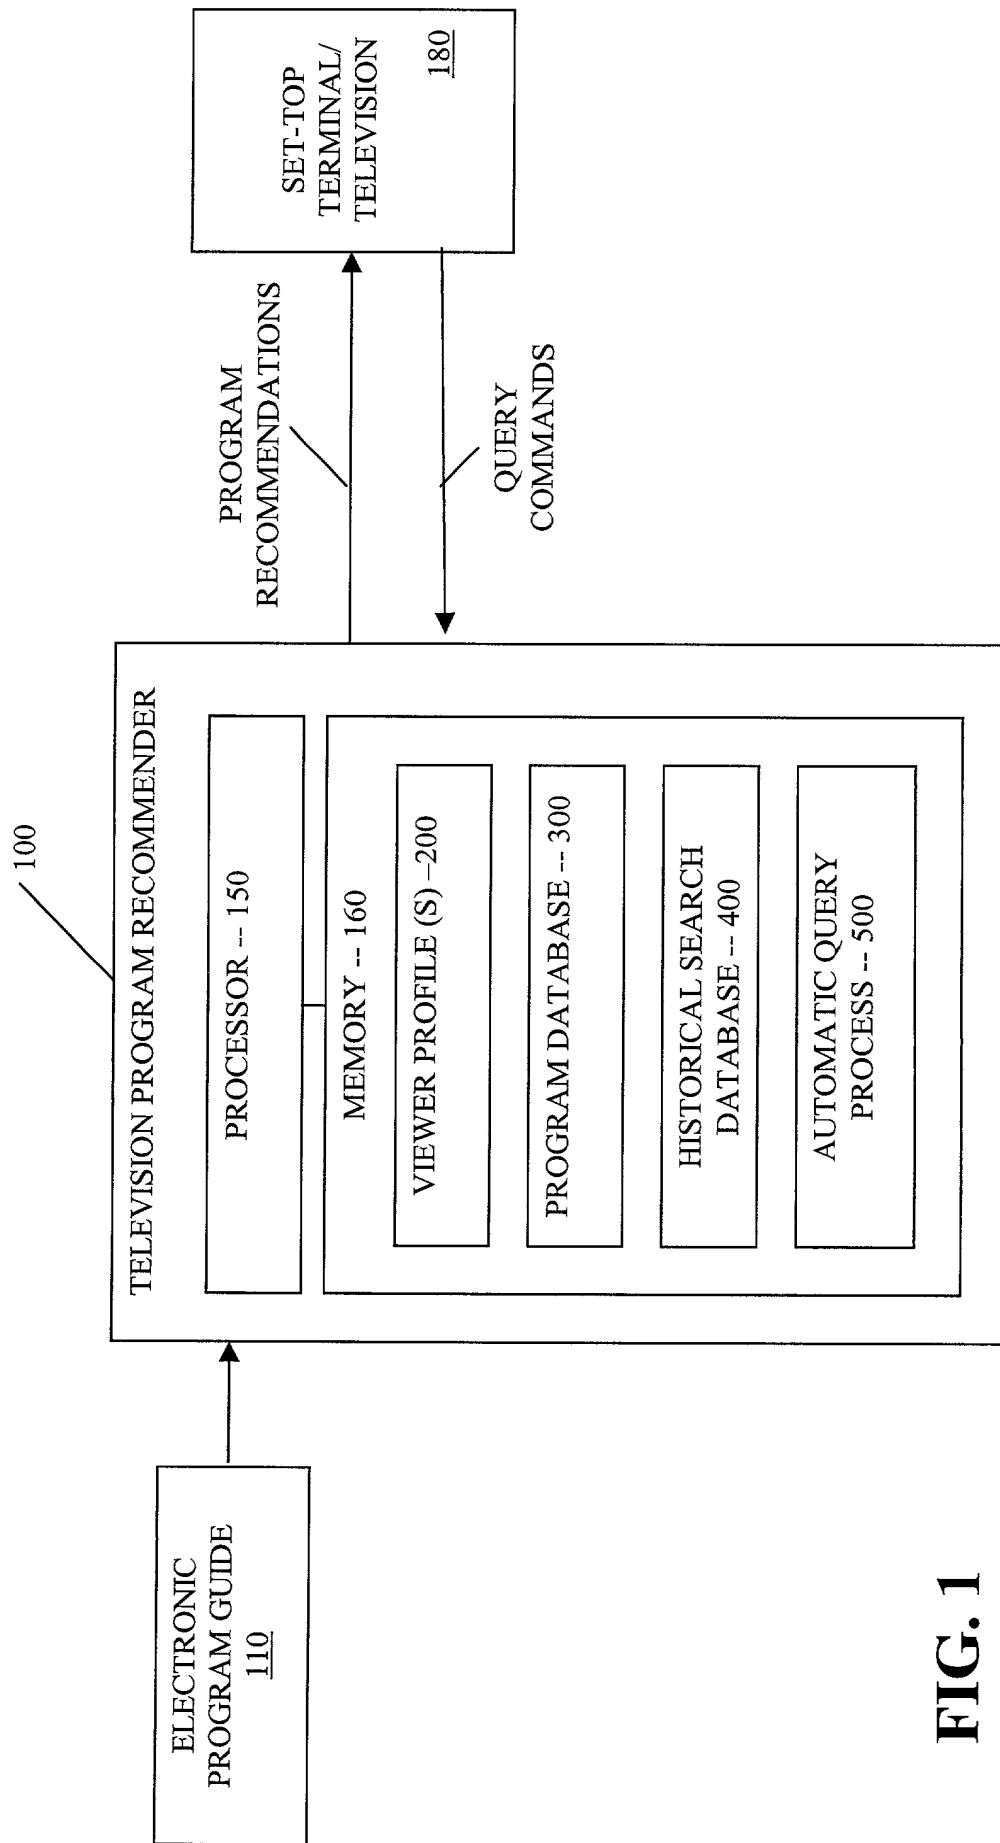 ELECTRONIC
PROGRAM GUIDE
110
100
TELEVISION PROGRAM RECOMMENDER
PROCESSOR -- 150
MEMORY -- 160
VIEWER PROFILE (S) –200
PROGRAM DATABASE -- 300
HISTORICAL SEARCH
DATABASE -- 400
AUTOMATIC QUERY
PROCESS -- 500
PROGRAM
RECOMMENDATIONS
QUERY
COMMANDS
SET-TOP
TERMINAL/
TELEVISION
180
FIG. 1